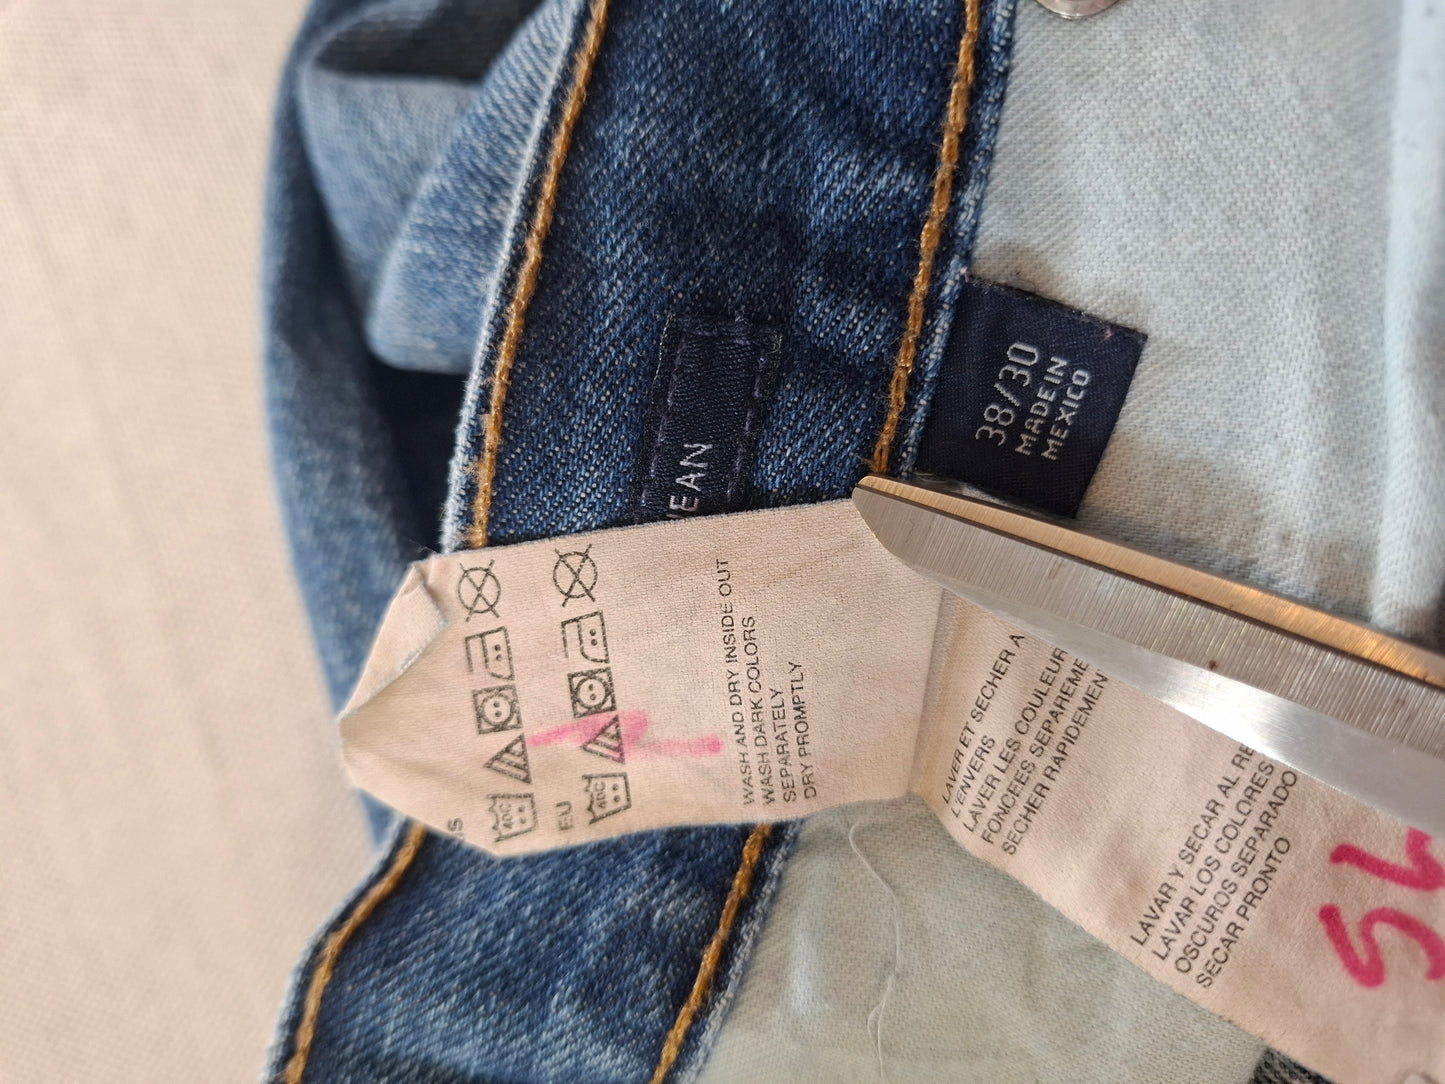 38/30
MADE IN
MEXICO
EAN
EU
40C
40C
WASH AND DRY INSIDE OUT
WASH DARK COLORS
SEPARATELY
DRY PROMPTLY
LAVER ET SECHER A
L'ENVERS
LAVER LES COULEUR
FONCEES SEPAREME
SECHER RAPIDEMEN
LAVAR Y SECAR AL RE
LAVAR LOS COLORES
OSCUROS SEPARADO
SECAR PRONTO